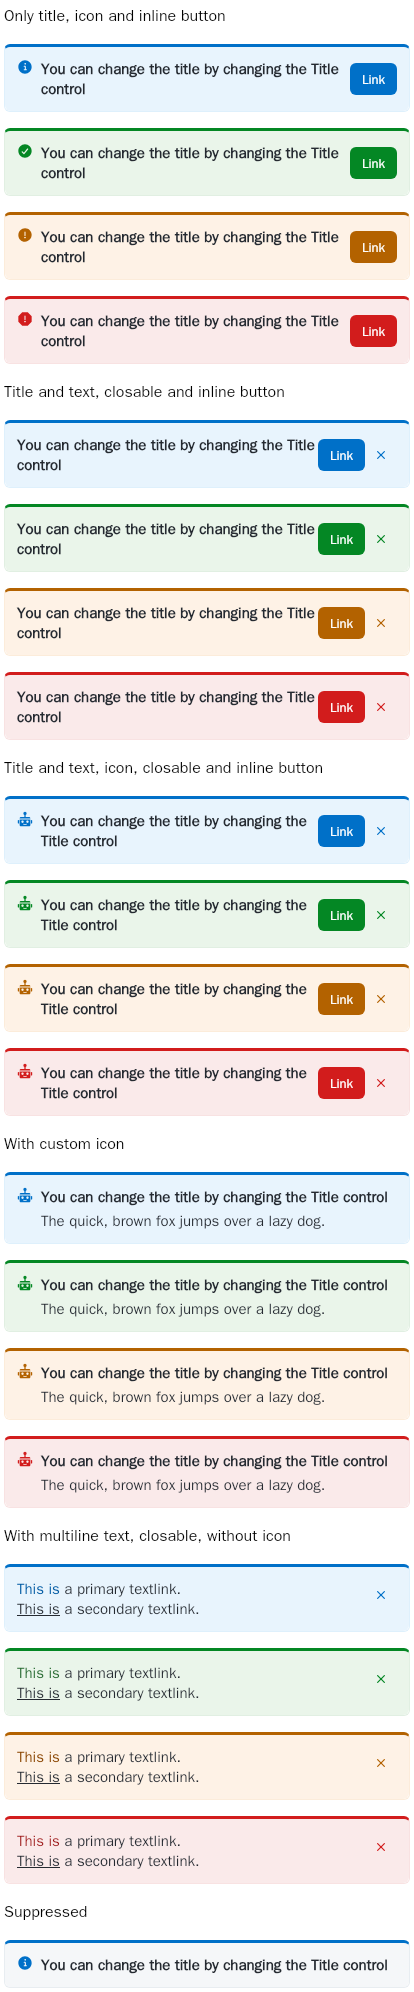 Only title, icon and inline button
You can change the title by changing the Title
control
Link
You can change the title by changing the Title
control
Link
You can change the title by changing the Title
control
Link
You can change the title by changing the Title
control
Link
Title and text, closable and inline button
You can change the title by changing the Title
control
Link
You can change the title by changing the Title
control
Link
You can change the title by changing the Title
control
Link
You can change the title by changing the Title
control
Link
Title and text, icon, closable and inline button
You can change the title by changing the
Title control
Link
You can change the title by changing the
Title control
Link
You can change the title by changing the
Title control
Link
You can change the title by changing the
Title control
Link
With custom icon
You can change the title by changing the Title control
The quick, brown fox jumps over a lazy dog.
You can change the title by changing the Title control
The quick, brown fox jumps over a lazy dog.
You can change the title by changing the Title control
The quick, brown fox jumps over a lazy dog.
You can change the title by changing the Title control
The quick, brown fox jumps over a lazy dog.
With multiline text, closable, without icon
This is a primary textlink.
This is a secondary textlink.
This is a primary textlink.
This is a secondary textlink.
This is a primary textlink.
This is a secondary textlink.
This is a primary textlink.
This is a secondary textlink.
Suppressed
You can change the title by changing the Title control